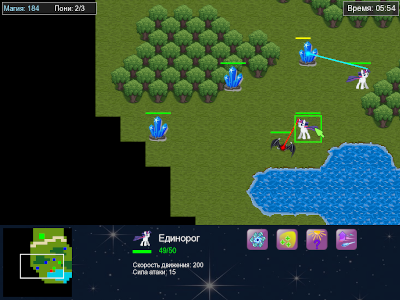 Магия: 184 Пони: 2/3 Время: 05:54
Единорог
49/50
Скорость движения: 200
Сила атаки: 15